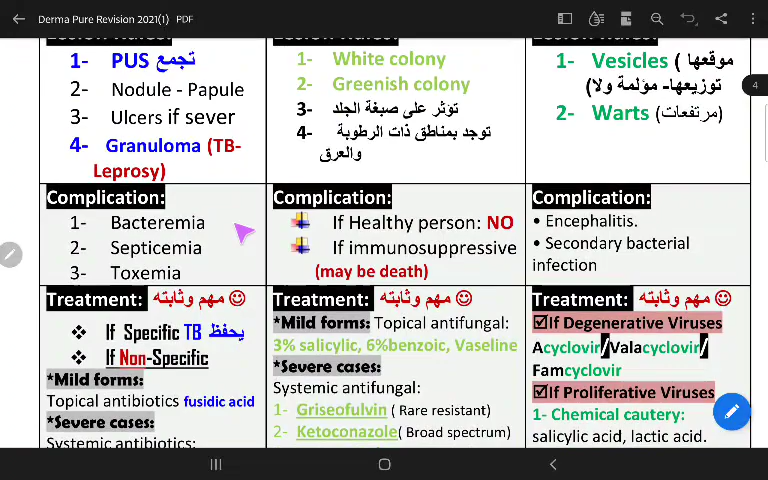 Derma Pure Revision 2021(1) PDF
4
1- PUS تجمع
2- Nodule - Papule
3- Ulcers if sever
4- Granuloma (TB-
Leprosy)
Complication:
1- Bacteremia
2- Septicemia
3- Toxemia
Treatment: مهم وثابته
If Specific TB يحفظ
If Non-Specific
*Mild forms:
Topical antibiotics fusidic acid
*Severe cases:
Systemic antibiotics:
1- White colony
2- Greenish colony
3- تؤثر على صبغة الجلد
4- توجد بمناطق ذات الرطوبة
والعرق
Complication:
If Healthy person: NO
If immunosuppressive
(may be death)
Treatment: مهم وثابته
*Mild forms: Topical antifungal:
3% salicylic, 6%benzoic, Vaseline
*Severe cases:
Systemic antifungal:
1- Griseofulvin ( Rare resistant)
2- Ketoconazole( Broad spectrum)
1- Vesicles ( موقعها
توزيعها- مؤلمة ولا)
2- Warts (مرتفعات)
Complication:
• Encephalitis.
• Secondary bacterial
infection
Treatment: مهم وثابته
☑If Degenerative Viruses
Acyclovir/Valacyclovir/
Famcyclovir
☑If Proliferative Viruses
1- Chemical cautery:
salicylic acid, lactic acid.